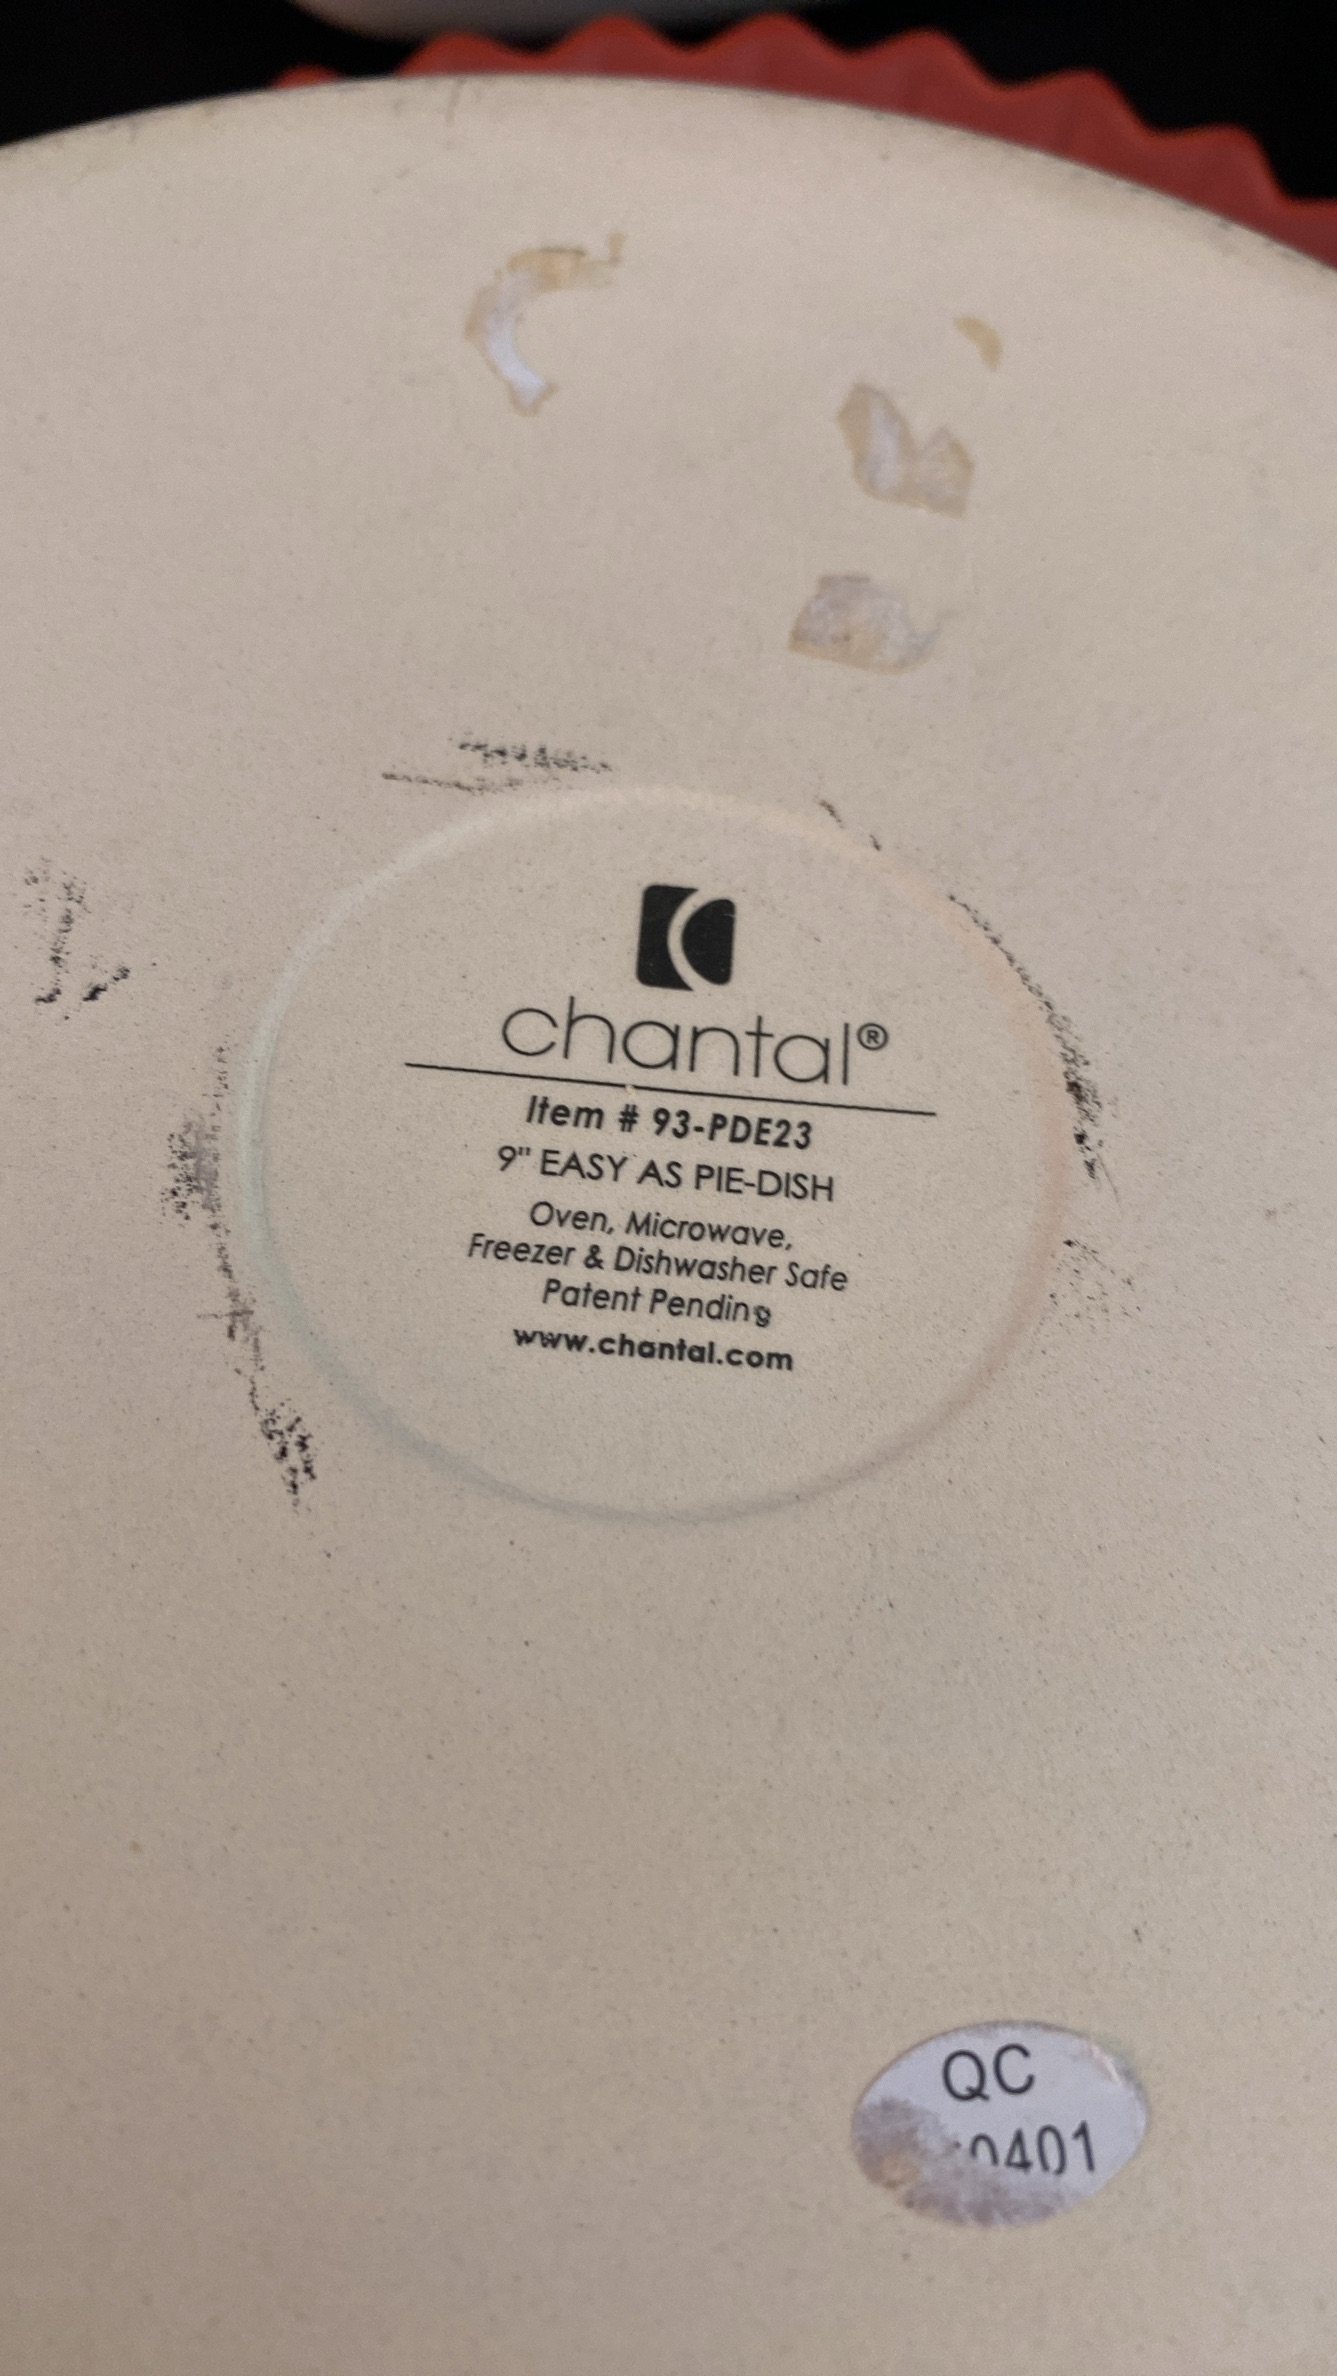 chantal®
Item # 93-PDE23
9" EASY AS PIE-DISH
Oven, Microwave,
Freezer & Dishwasher Safe
Patent Pending
www.chantal.com
QC
0401